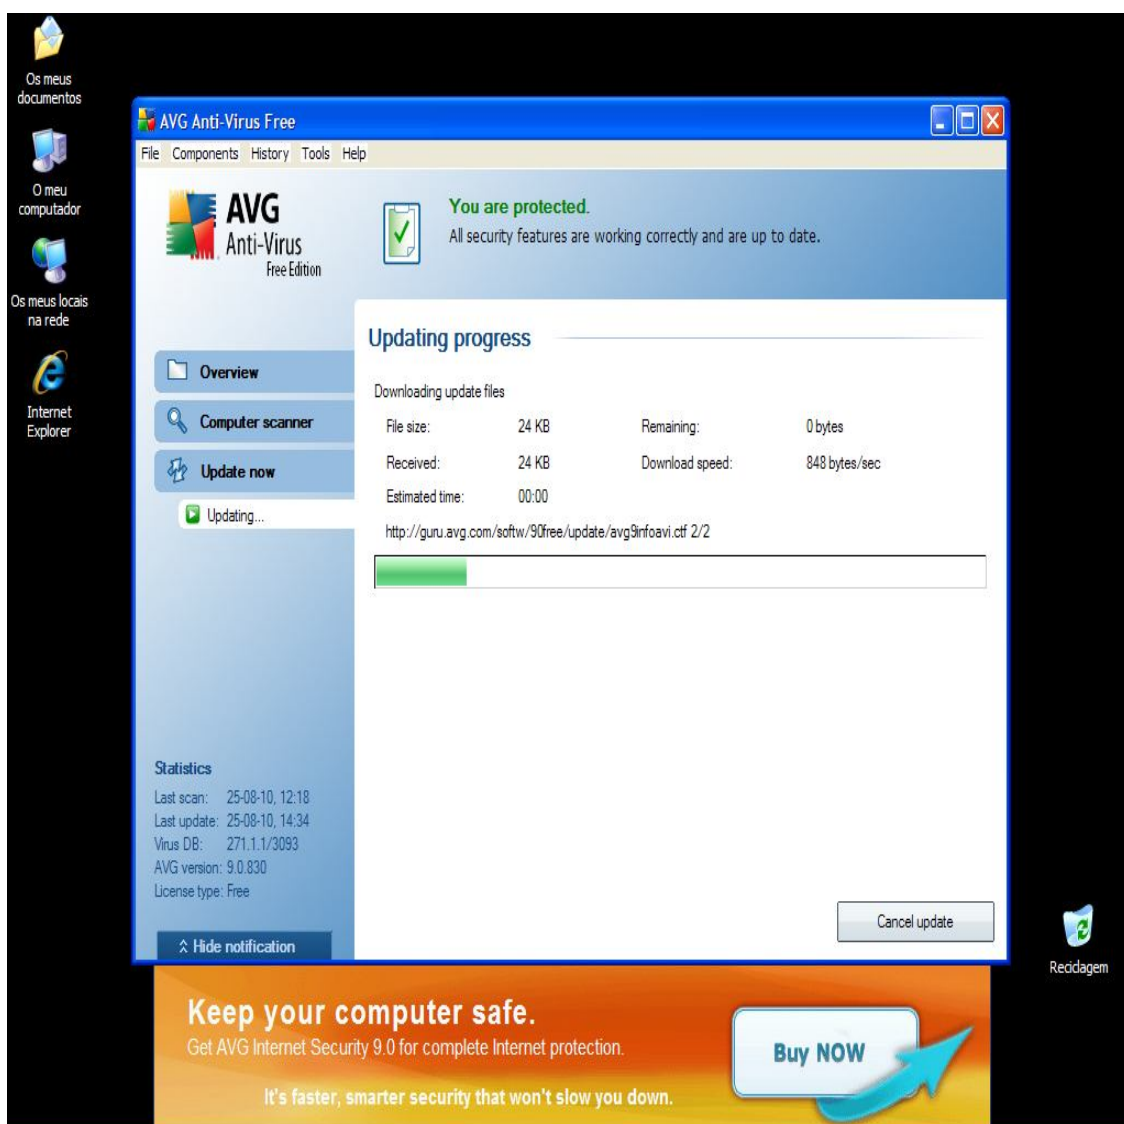 Os meus
documentos
O meu
computador
Os meus locais
na rede
Internet
Explorer
AVG Anti-Virus Free
File Components History Tools Help
AVG
Anti-Virus
Free Edition
You are protected.
All security features are working correctly and are up to date.
Overview
Computer scanner
Update now
Updating...
Updating progress
Downloading update files
File size: 24 KB Remaining: 0 bytes
Received: 24 KB Download speed: 848 bytes/sec
Estimated time: 00:00
http://guru.avg.com/softw/90free/update/avg9infoavi.ctf 2/2
Statistics
Last scan: 25-08-10, 12:18
Last update: 25-08-10, 14:34
Virus DB: 271.1.1/3093
AVG version: 9.0.830
License type: Free
Hide notification
Cancel update
Reciclagem
Keep your computer safe.
Get AVG Internet Security 9.0 for complete Internet protection.
It's faster, smarter security that won't slow you down.
Buy NOW